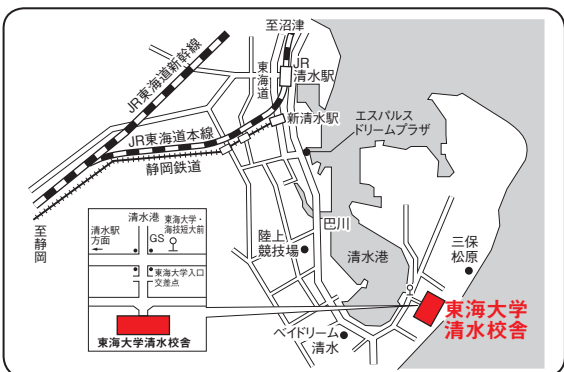 至沼津
JR東海道新幹線
東海道
JR
清水駅
新清水駅
JR東海道本線
静岡鉄道
エスパルス
ドリームプラザ
至静岡
清水港
清水駅
方面
GS
東海大学・
海技短大前
東海大学入口
交差点
東海大学清水校舎
陸上
競技場
巴川
清水港
三保
松原
東海大学
清水校舎
ベイドリーム
清水